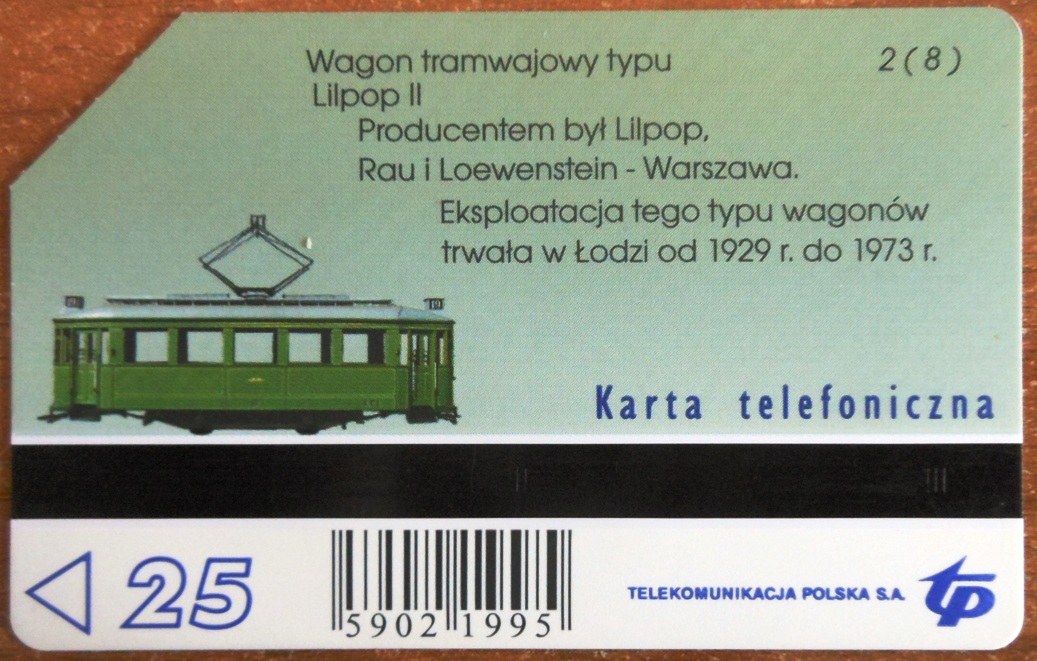 Wagon tramwajowy typu 2 ( 8 )
Lilpop II
Producentem był Lilpop,
Rau i Loewenstein - Warszawa.
Eksploatacja tego typu wagonów
trwała w Łodzi od 1929 r. do 1973 r.
Karta telefoniczna
25
5902 1995
TELEKOMUNIKACJA POLSKA S.A.
tp